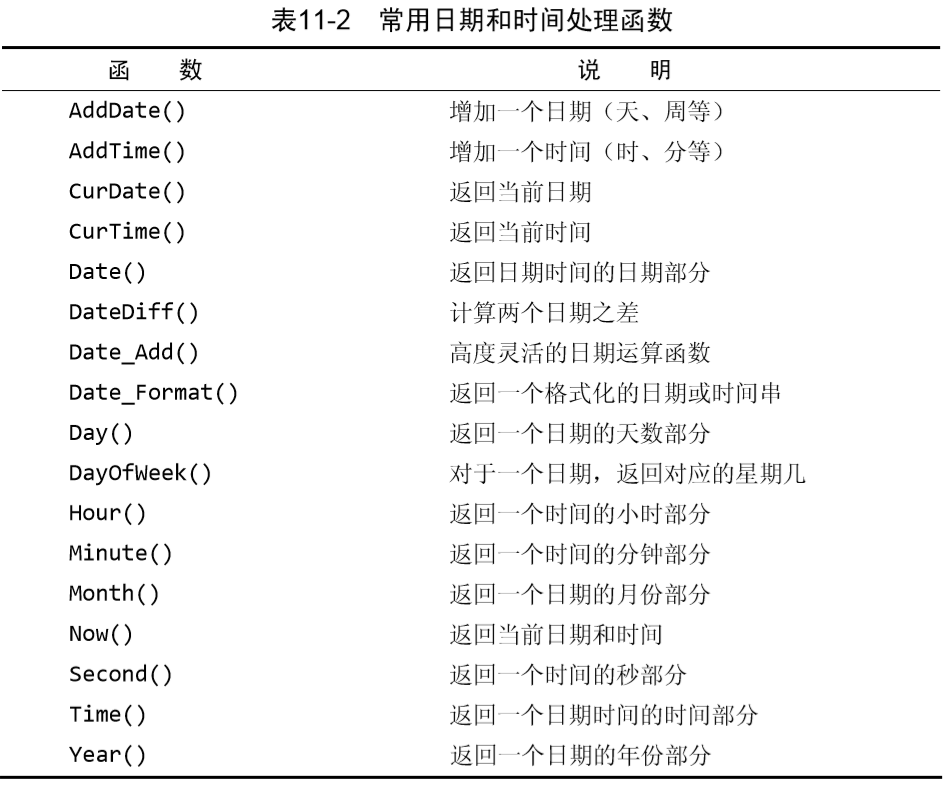 表11-2 常用日期和时间处理函数
函 数 说 明
AddDate() 增加一个日期（天、周等）
AddTime() 增加一个时间（时、分等）
CurDate() 返回当前日期
CurTime() 返回当前时间
Date() 返回日期时间的日期部分
DateDiff() 计算两个日期之差
Date_Add() 高度灵活的日期运算函数
Date_Format() 返回一个格式化的日期或时间串
Day() 返回一个日期的天数部分
DayOfWeek() 对于一个日期，返回对应的星期几
Hour() 返回一个时间的小时部分
Minute() 返回一个时间的分钟部分
Month() 返回一个日期的月份部分
Now() 返回当前日期和时间
Second() 返回一个时间的秒部分
Time() 返回一个日期时间的时间部分
Year() 返回一个日期的年份部分